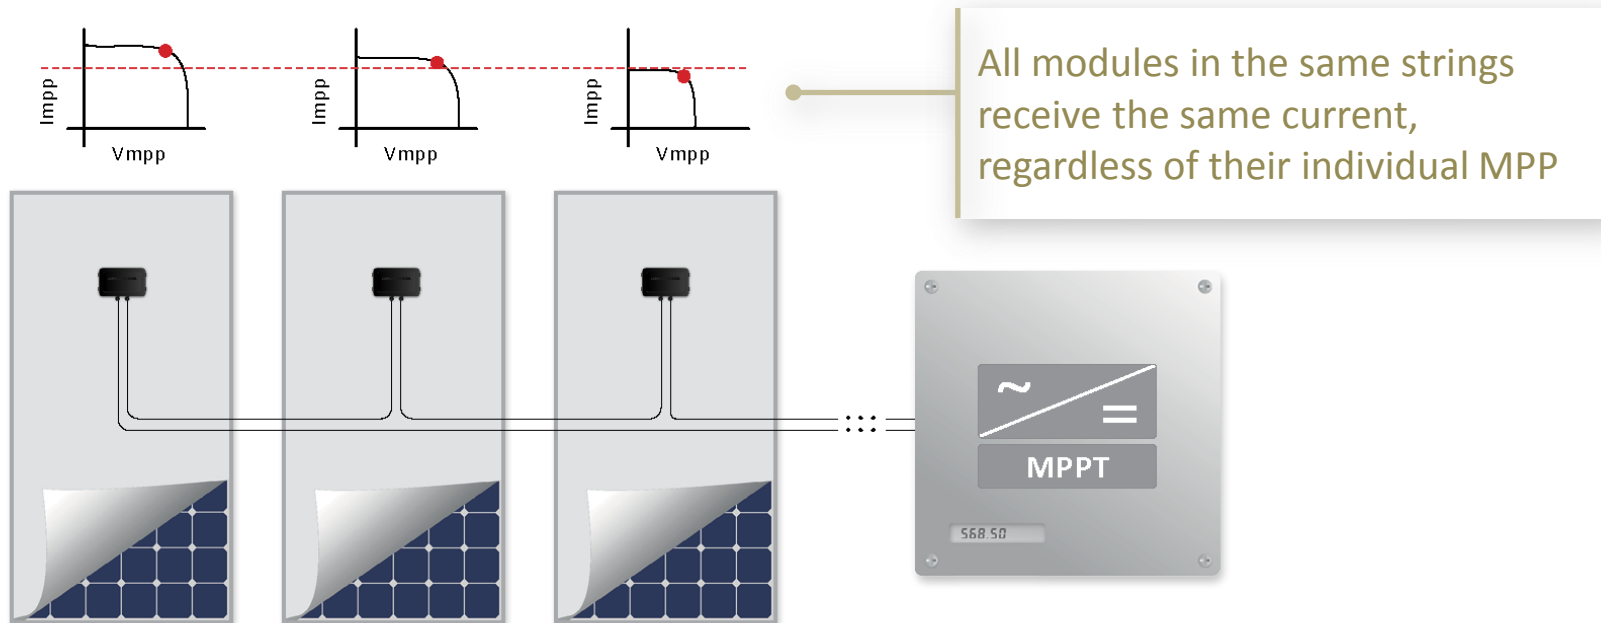 Impp
Vmpp
Impp
Vmpp
Impp
Vmpp
All modules in the same strings
receive the same current,
regardless of their individual MPP
~
=
MPPT
568.50